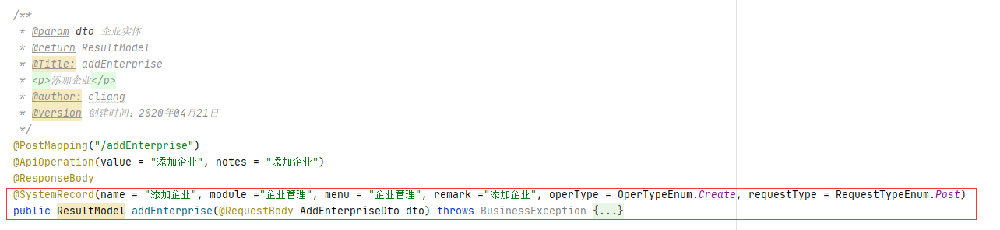 /**
 * @param dto 企业实体
 * @return ResultModel
 * @Title: addEnterprise
 * <p>添加企业</p>
 * @author: cliang
 * @version 创建时间：2020年04月21日
 */
@PostMapping("/addEnterprise")
@ApiOperation(value = "添加企业", notes = "添加企业")
@ResponseBody
@SystemRecord(name = "添加企业", module ="企业管理", menu = "企业管理", remark ="添加企业", operType = OperTypeEnum.Create, requestType = RequestTypeEnum.Post)
public ResultModel addEnterprise(@RequestBody AddEnterpriseDto dto) throws BusinessException {...}